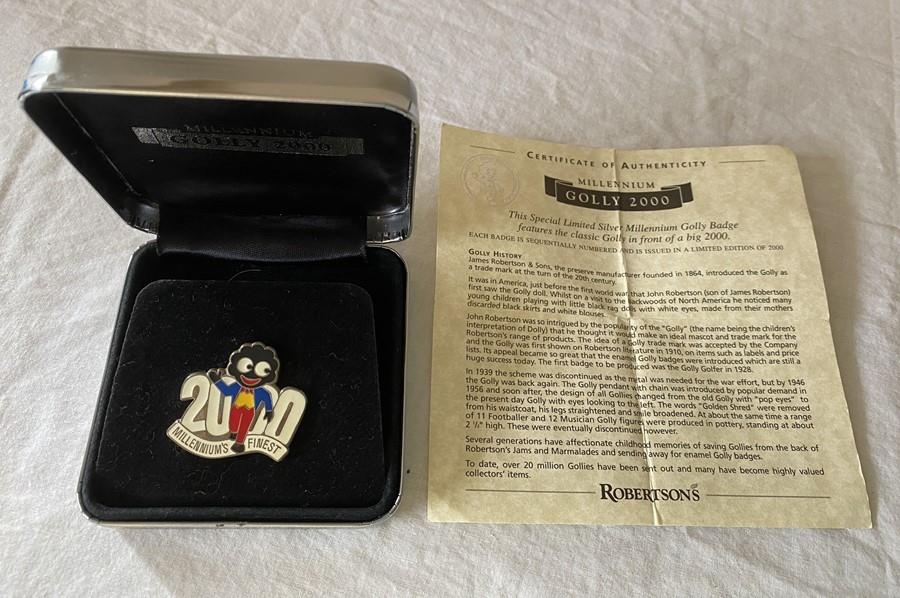 MILLENNIUM
GOLLY 2000
2000
MILLENNIUM'S FINEST
CERTIFICATE OF AUTHENTICITY
MILLENNIUM
GOLLY 2000
This Special Limited Silver Millennium Golly Badge
features the classic Golly in front of a big 2000.
EACH BADGE IS SEQUENTIALLY NUMBERED AND IS ISSUED IN A LIMITED EDITION OF 2000
GOLLY HISTORY
James Robertson & Sons, the preserve manufacturer founded in 1864, introduced the Golly as
a trade mark at the turn of the 20th century.
It was in America, just before the first world war that John Robertson (son of James Robertson)
first saw the Golly doll. Whilst on a visit to the backwoods of North America he noticed many
young children playing with little black rag dolls with white eyes, made from their mothers
discarded black skirts and white blouses.
John Robertson was so intrigued by the popularity of the "Golly" (the name being the children's
interpretation of Dolly) that he thought it would make an ideal mascot and trade mark for the
Robertson's range of products. The idea of a Golly trade mark was accepted by the Company
and the Golly was first shown on Robertson literature in 1910, on items such as labels and price
lists. Its appeal became so great that the enamel Golly badges were introduced which are still a
huge success today. The first badge to be produced was the Golly Golfer in 1928.
In 1939 the scheme was discontinued as the metal was needed for the war effort, but by 1946
the Golly was back again. The Golly pendant with chain was introduced by popular demand in
1956 and soon after, the design of all Gollies changed from the old Golly with "pop eyes" to
the present day Golly with eyes looking to the left. The words "Golden Shred" were removed
from his waistcoat, his legs straightened and smile broadened. At about the same time a range
of 11 Footballer and 12 Musician Golly figures were produced in pottery, standing at about
2 ½" high. These were eventually discontinued however.
Several generations have affectionate childhood memories of saving Gollies from the back of
Robertson's Jams and Marmalades and sending away for enamel Golly badges.
To date, over 20 million Gollies have been sent out and many have become highly valued
collectors' items.
ROBERTSON'S